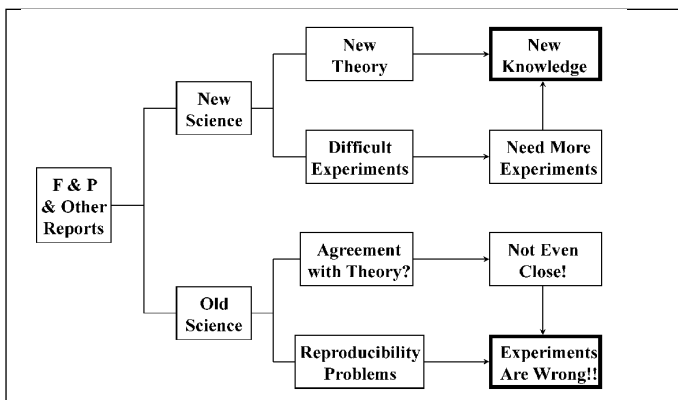 New
Theory
New
Knowledge
New
Science
Difficult
Experiments
Need More
Experiments
F & P
& Other
Reports
Agreement
with Theory?
Not Even
Close!
Old
Science
Reproducibility
Problems
Experiments
Are Wrong!!